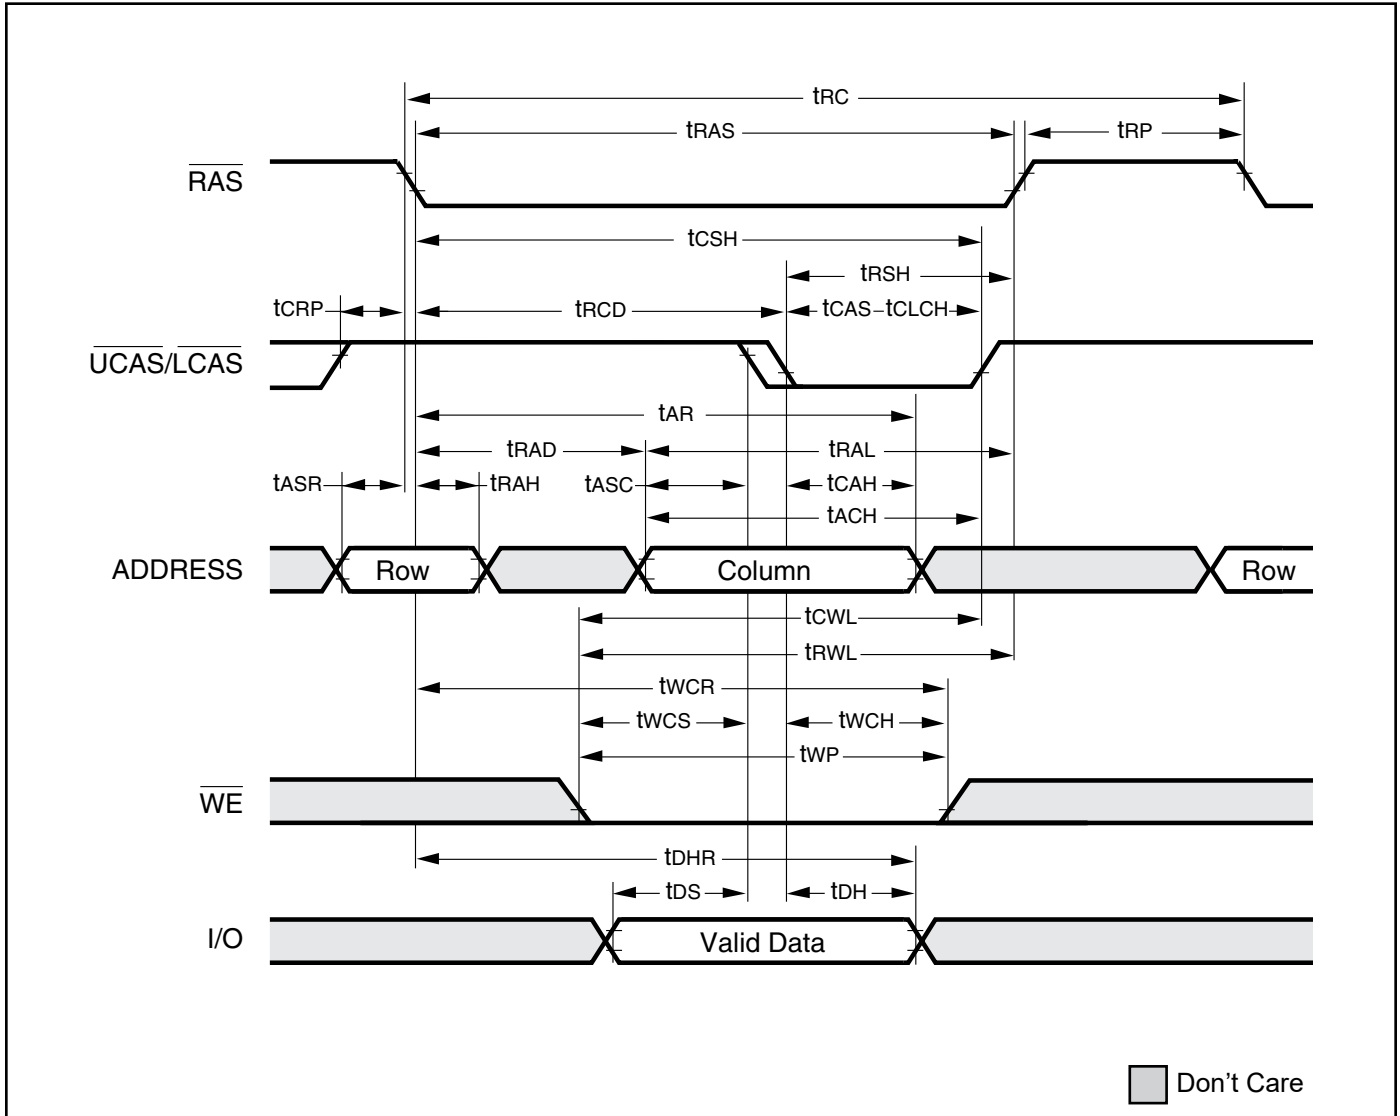 tRC
tRAS tRP
RAS
tCSH
tRSH
tCRP tRCD tCAS tCLCH
UCAS/LCAS
tAR
tRAD tRAL
tASR tRAH tASC tCAH
tACH
ADDRESS Row Column Row
tCWL
tRWL
tWCR
tWCS tWCH
tWP
WE
tDHR
tDS tDH
I/O Valid Data
Don't Care